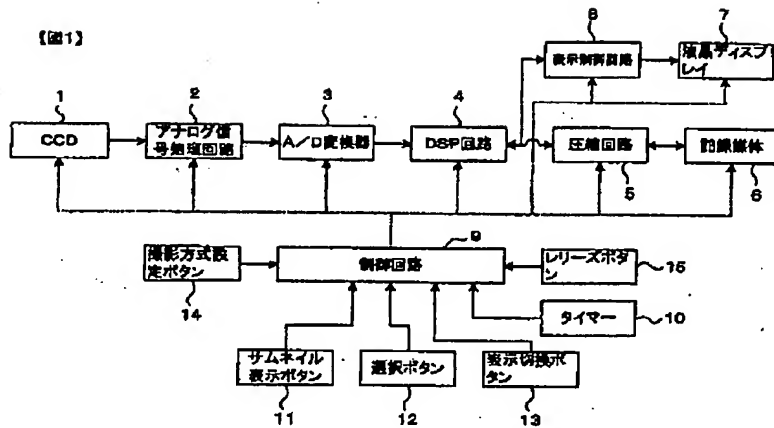 【図1】
8
7
表示制御回路
液晶ディスプ
レイ
1
2
3
4
CCD
アナログ信
号処理回路
A/D変換器
DSP回路
圧縮回路
記録媒体
5
6
9
撮影方式設
定ボタン
制御回路
レリーズボタ
ン
15
14
タイマー
10
サムネイル
表示ボタン
選択ボタン
表示切換ボ
タン
11
12
13